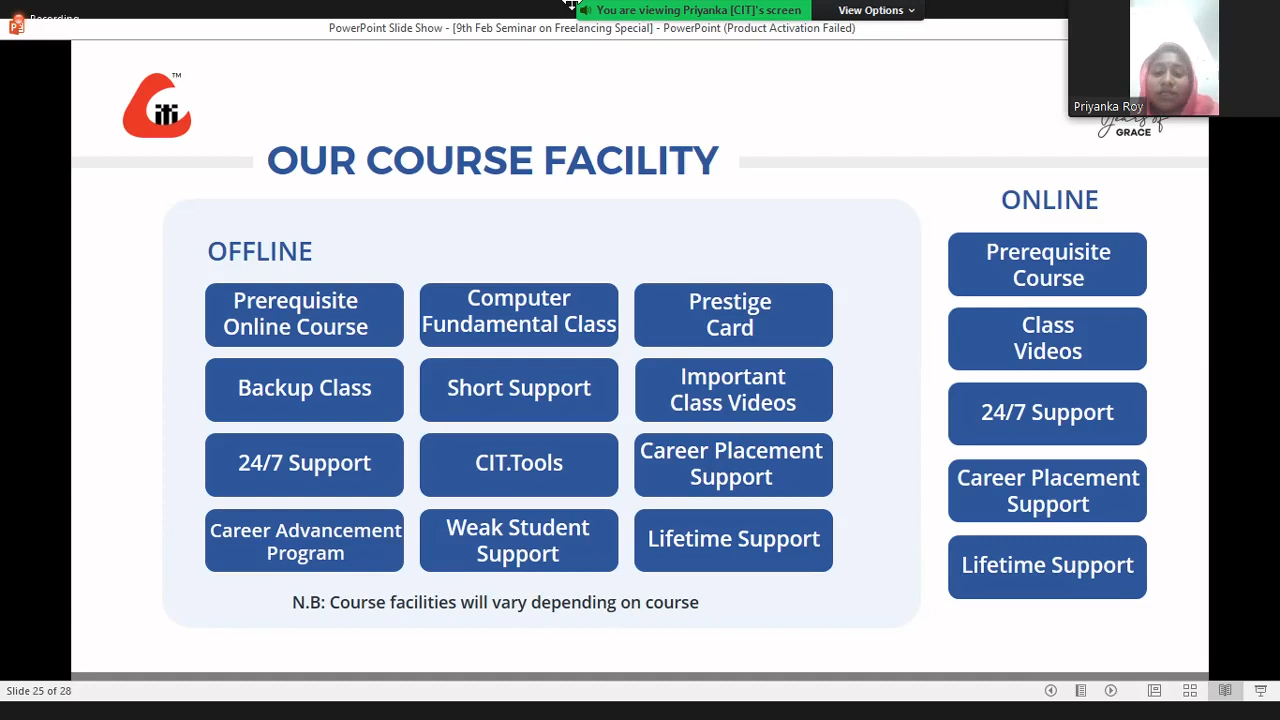 Recording
You are viewing Priyanka [CIT]'s screen
View Options
PowerPoint Slide Show - [9th Feb Seminar on Freelancing Special] - PowerPoint (Product Activation Failed)
Priyanka Roy
TM
iti
Years of
GRACE
OUR COURSE FACILITY
OFFLINE
Prerequisite
Online Course
Computer
Fundamental Class
Prestige
Card
Backup Class
Short Support
Important
Class Videos
24/7 Support
CIT.Tools
Career Placement
Support
Career Advancement
Program
Weak Student
Support
Lifetime Support
N.B: Course facilities will vary depending on course
ONLINE
Prerequisite
Course
Class
Videos
24/7 Support
Career Placement
Support
Lifetime Support
Slide 25 of 28